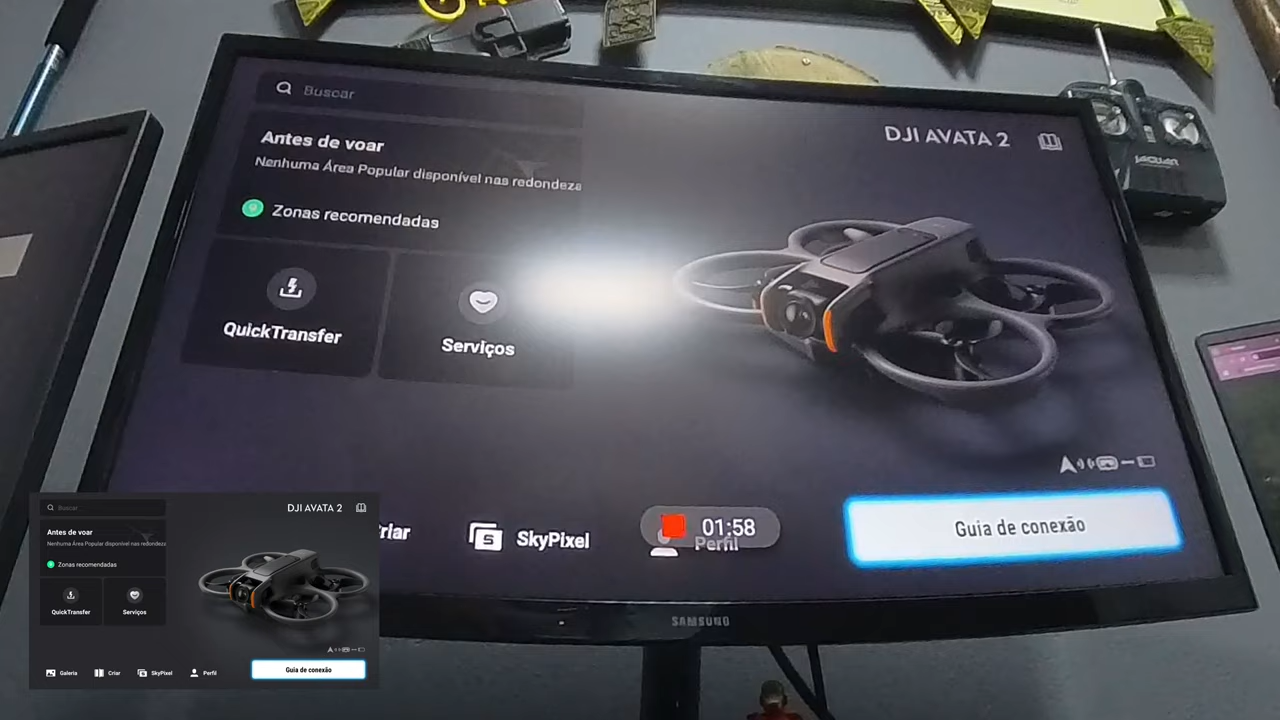 Buscar
DJI AVATA 2
Antes de voar
Nenhuma Área Popular disponível nas redondeza
Zonas recomendadas
JAGUAR
QuickTransfer
Serviços
riar
SkyPixel
01:58
Perfil
Guia de conexão
SAMSUNG
Buscar
DJI AVATA 2
Antes de voar
Nenhuma Área Popular disponível nas redondeza
Zonas recomendadas
QuickTransfer
Serviços
Galeria
Criar
SkyPixel
Perfil
Guia de conexão